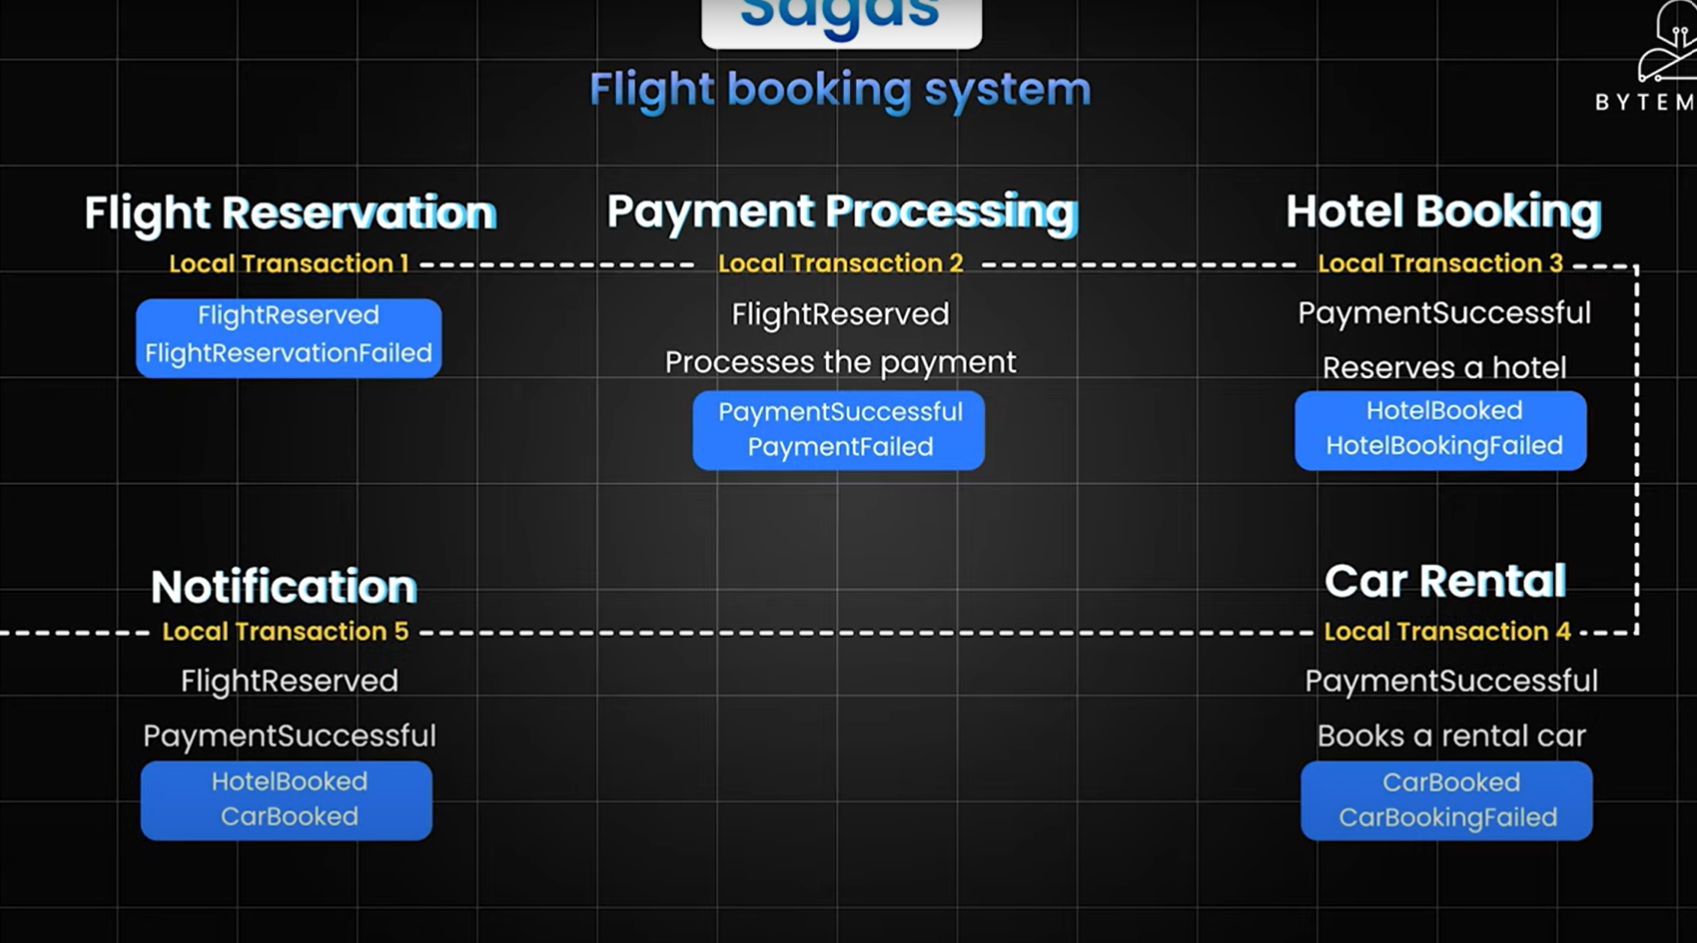 Sagas
Flight booking system
BYTEM
Flight Reservation
Local Transaction 1
FlightReserved
FlightReservationFailed
Payment Processing
Local Transaction 2
FlightReserved
Processes the payment
PaymentSuccessful
PaymentFailed
Hotel Booking
Local Transaction 3
PaymentSuccessful
Reserves a hotel
HotelBooked
HotelBookingFailed
Car Rental
Local Transaction 4
PaymentSuccessful
Books a rental car
CarBooked
CarBookingFailed
Notification
Local Transaction 5
FlightReserved
PaymentSuccessful
HotelBooked
CarBooked